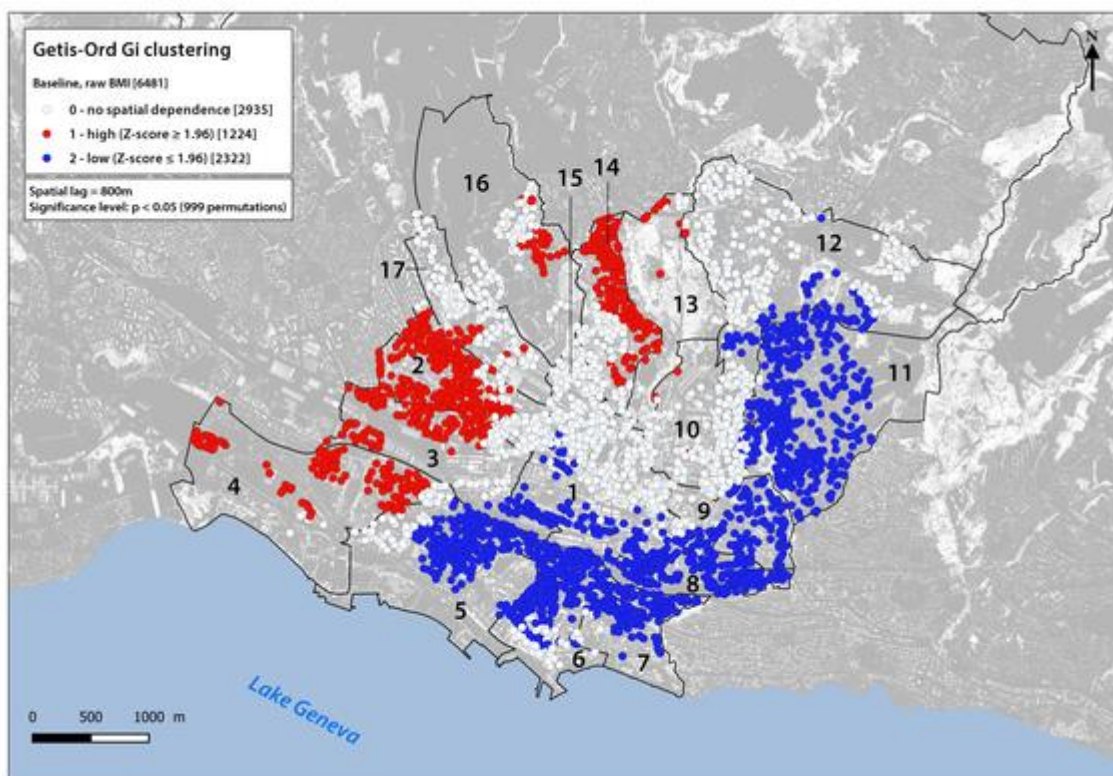 Getis-Ord Gi clustering
Baseline, raw BMI [6481]
0 - no spatial dependence [2935]
1 - high (Z-score ≥ 1.96) [1224]
2 - low (Z-score ≤ 1.96) [2322]
Spatial lag = 800m
Significance level: p < 0.05 (999 permutations)
N
14
15
16
12
17
13
2
11
10
3
4
1
9
8
5
6
7
Lake Geneva
0 500 1000 m